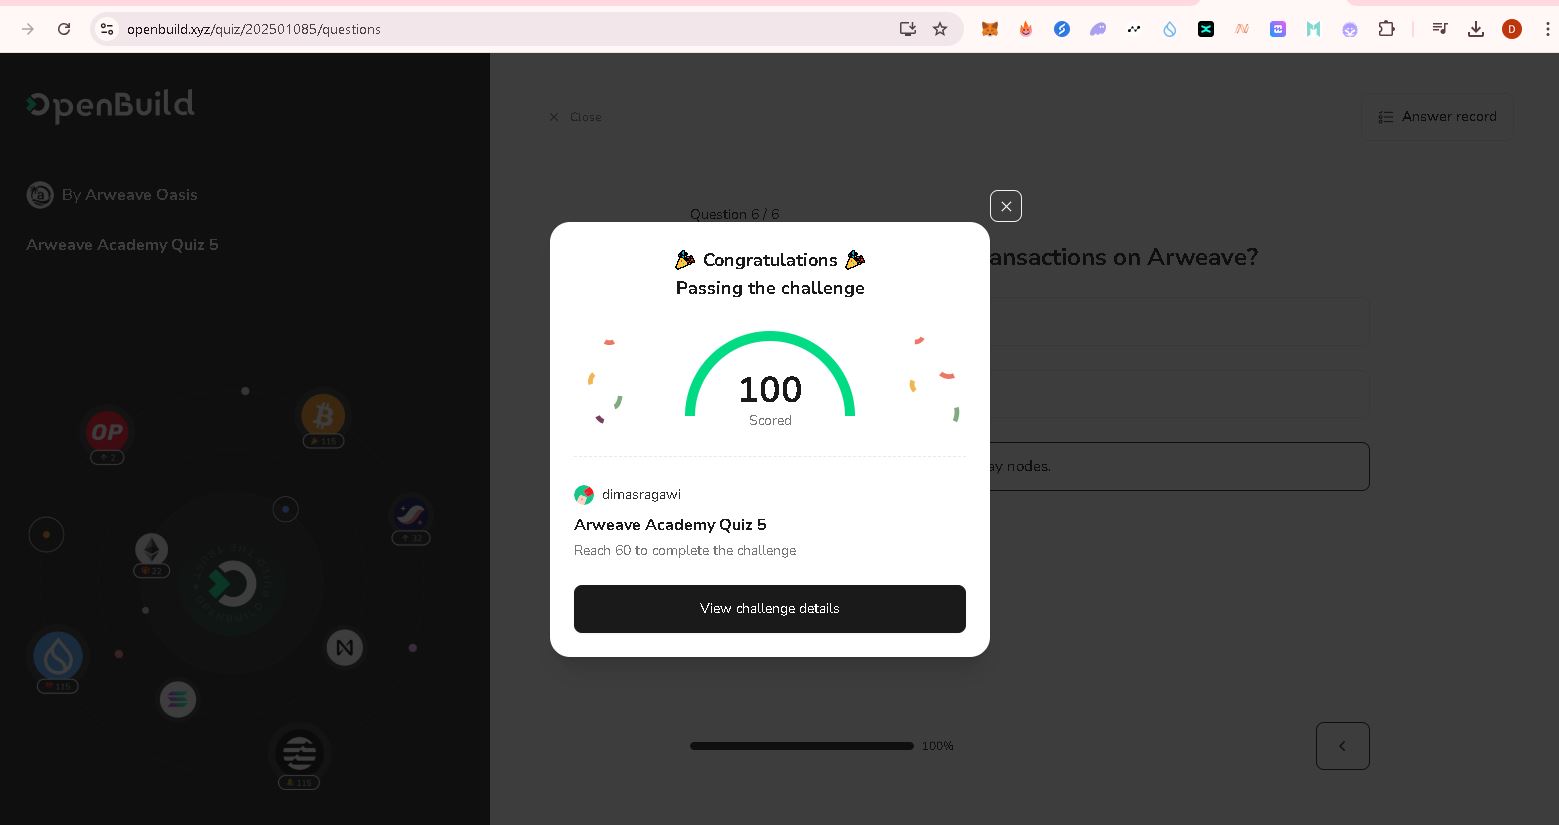 openbuild.xyz/quiz/202501085/questions
D
OpenBuild
Close
Answer record
By Arweave Oasis
Question 6 / 6
Arweave Academy Quiz 5
ansactions on Arweave?
🎉 Congratulations 🎉
Passing the challenge
100
Scored
OP
2
115
32
22
115
115
ay nodes.
dimasragawi
Arweave Academy Quiz 5
Reach 60 to complete the challenge
View challenge details
100%